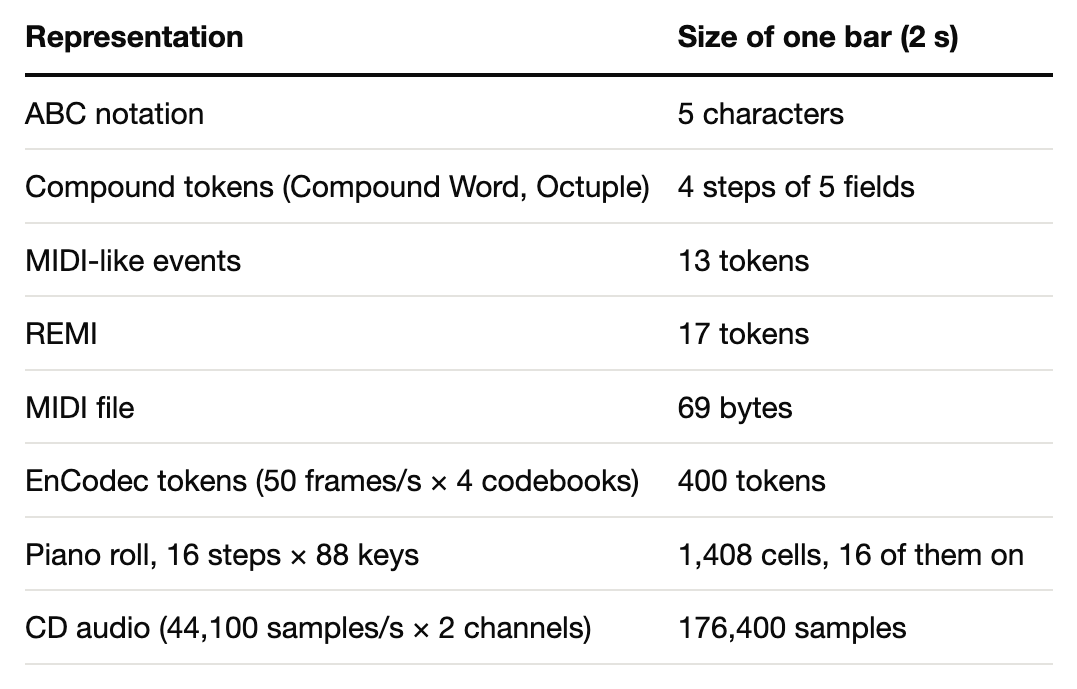 Representation Size of one bar (2 s)
ABC notation 5 characters
Compound tokens (Compound Word, Octuple) 4 steps of 5 fields
MIDI-like events 13 tokens
REMI 17 tokens
MIDI file 69 bytes
EnCodec tokens (50 frames/s × 4 codebooks) 400 tokens
Piano roll, 16 steps × 88 keys 1,408 cells, 16 of them on
CD audio (44,100 samples/s × 2 channels) 176,400 samples